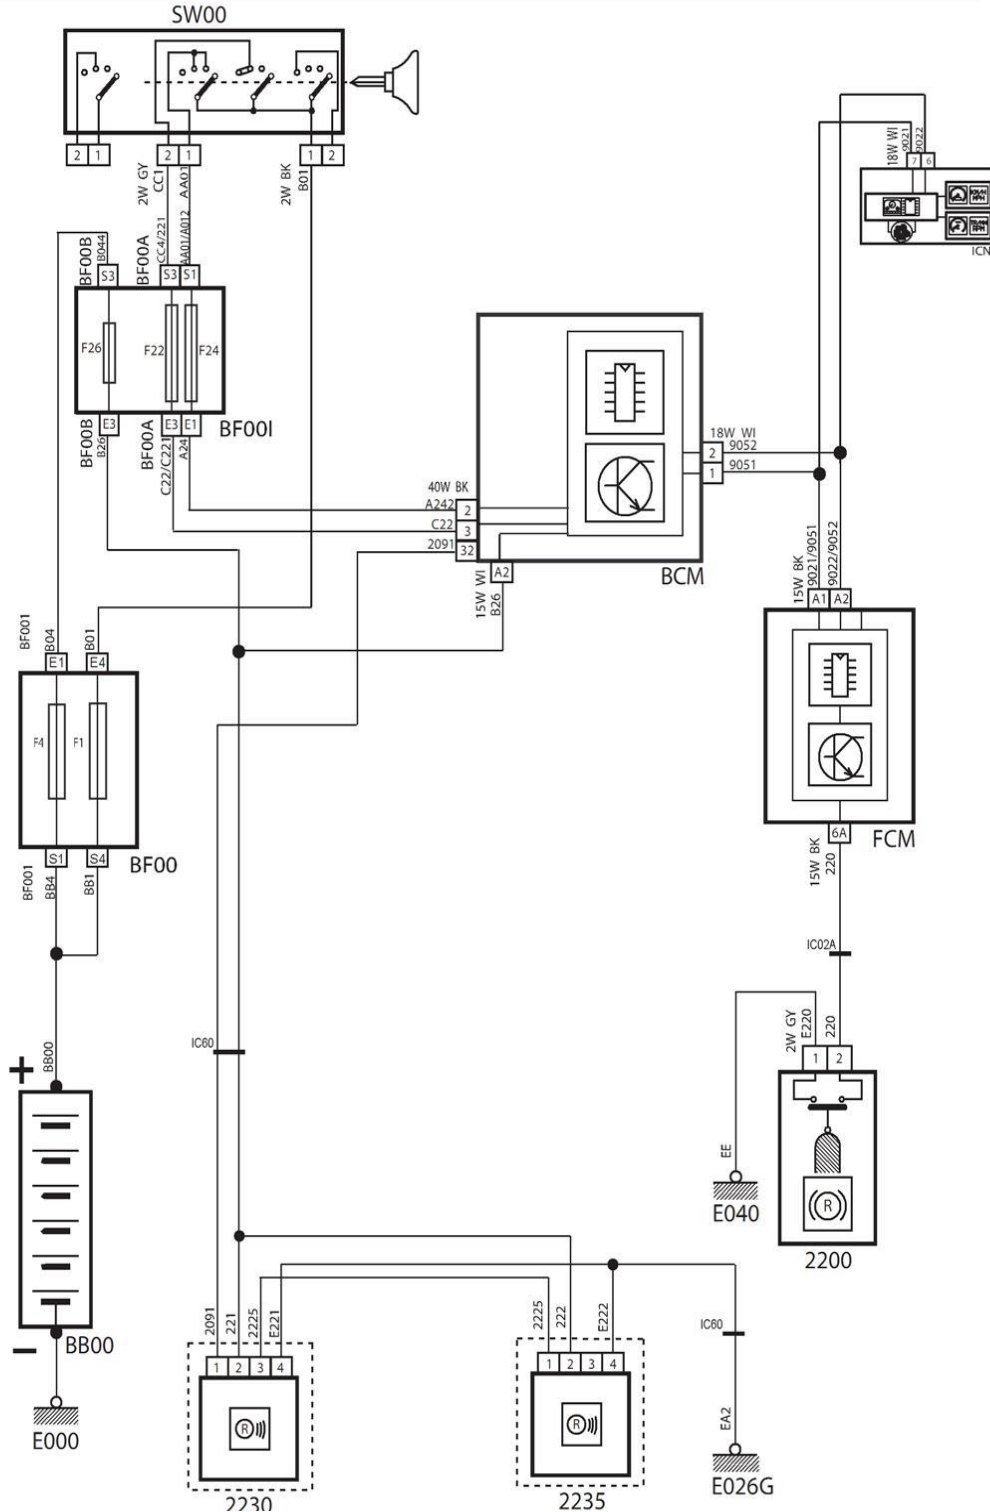 SW00
2 1
2 1
1 2
2W GY
CC1
AA01
2W BK
B01
18W WI
9021
9022
7 6
ICN
BF00B
B044
BF00A
CC4/221
AA01/A012
S3
S3 S1
F26
F22
F24
E3
E3 E1
BF00I
BF00B
B26
BF00A
C22/C221
A24
18W WI
2 9052
1 9051
40W BK
A242 2
C22 3
2091 32
A2
BCM
15W WI
B26
15W BK
9021/9051
9022/9052
A1 A2
BF001
B04
B01
E1 E4
F4
F1
S1 S4
BF00
BF001
BB4
BB1
6A
FCM
15W BK
220
IC02A
2W GY
E220
220
1 2
R
2200
EE
E040
IC60
BB00
+
−
BB00
E000
2091
221
2225
E221
1 2 3 4
R
2230
2225
222
E222
1 2 3 4
R
2235
IC60
EA2
E026G